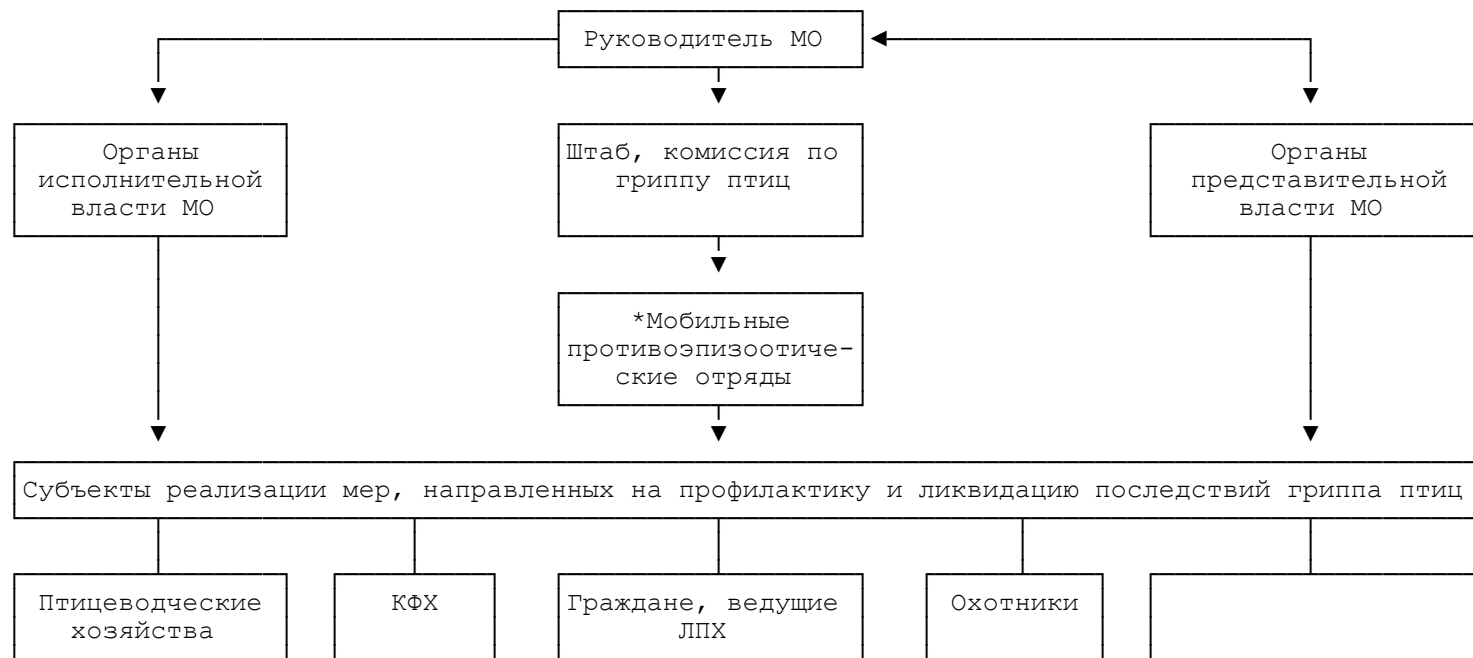 Руководитель МО
Органы
исполнительной
власти МО
Штаб, комиссия по
гриппу птиц
Органы
представительной
власти МО
*Мобильные
противоэпизоотиче-
ские отряды
Субъекты реализации мер, направленных на профилактику и ликвидацию последствий гриппа птиц
Птицеводческие
хозяйства
КФХ
Граждане, ведущие
ЛПХ
Охотники